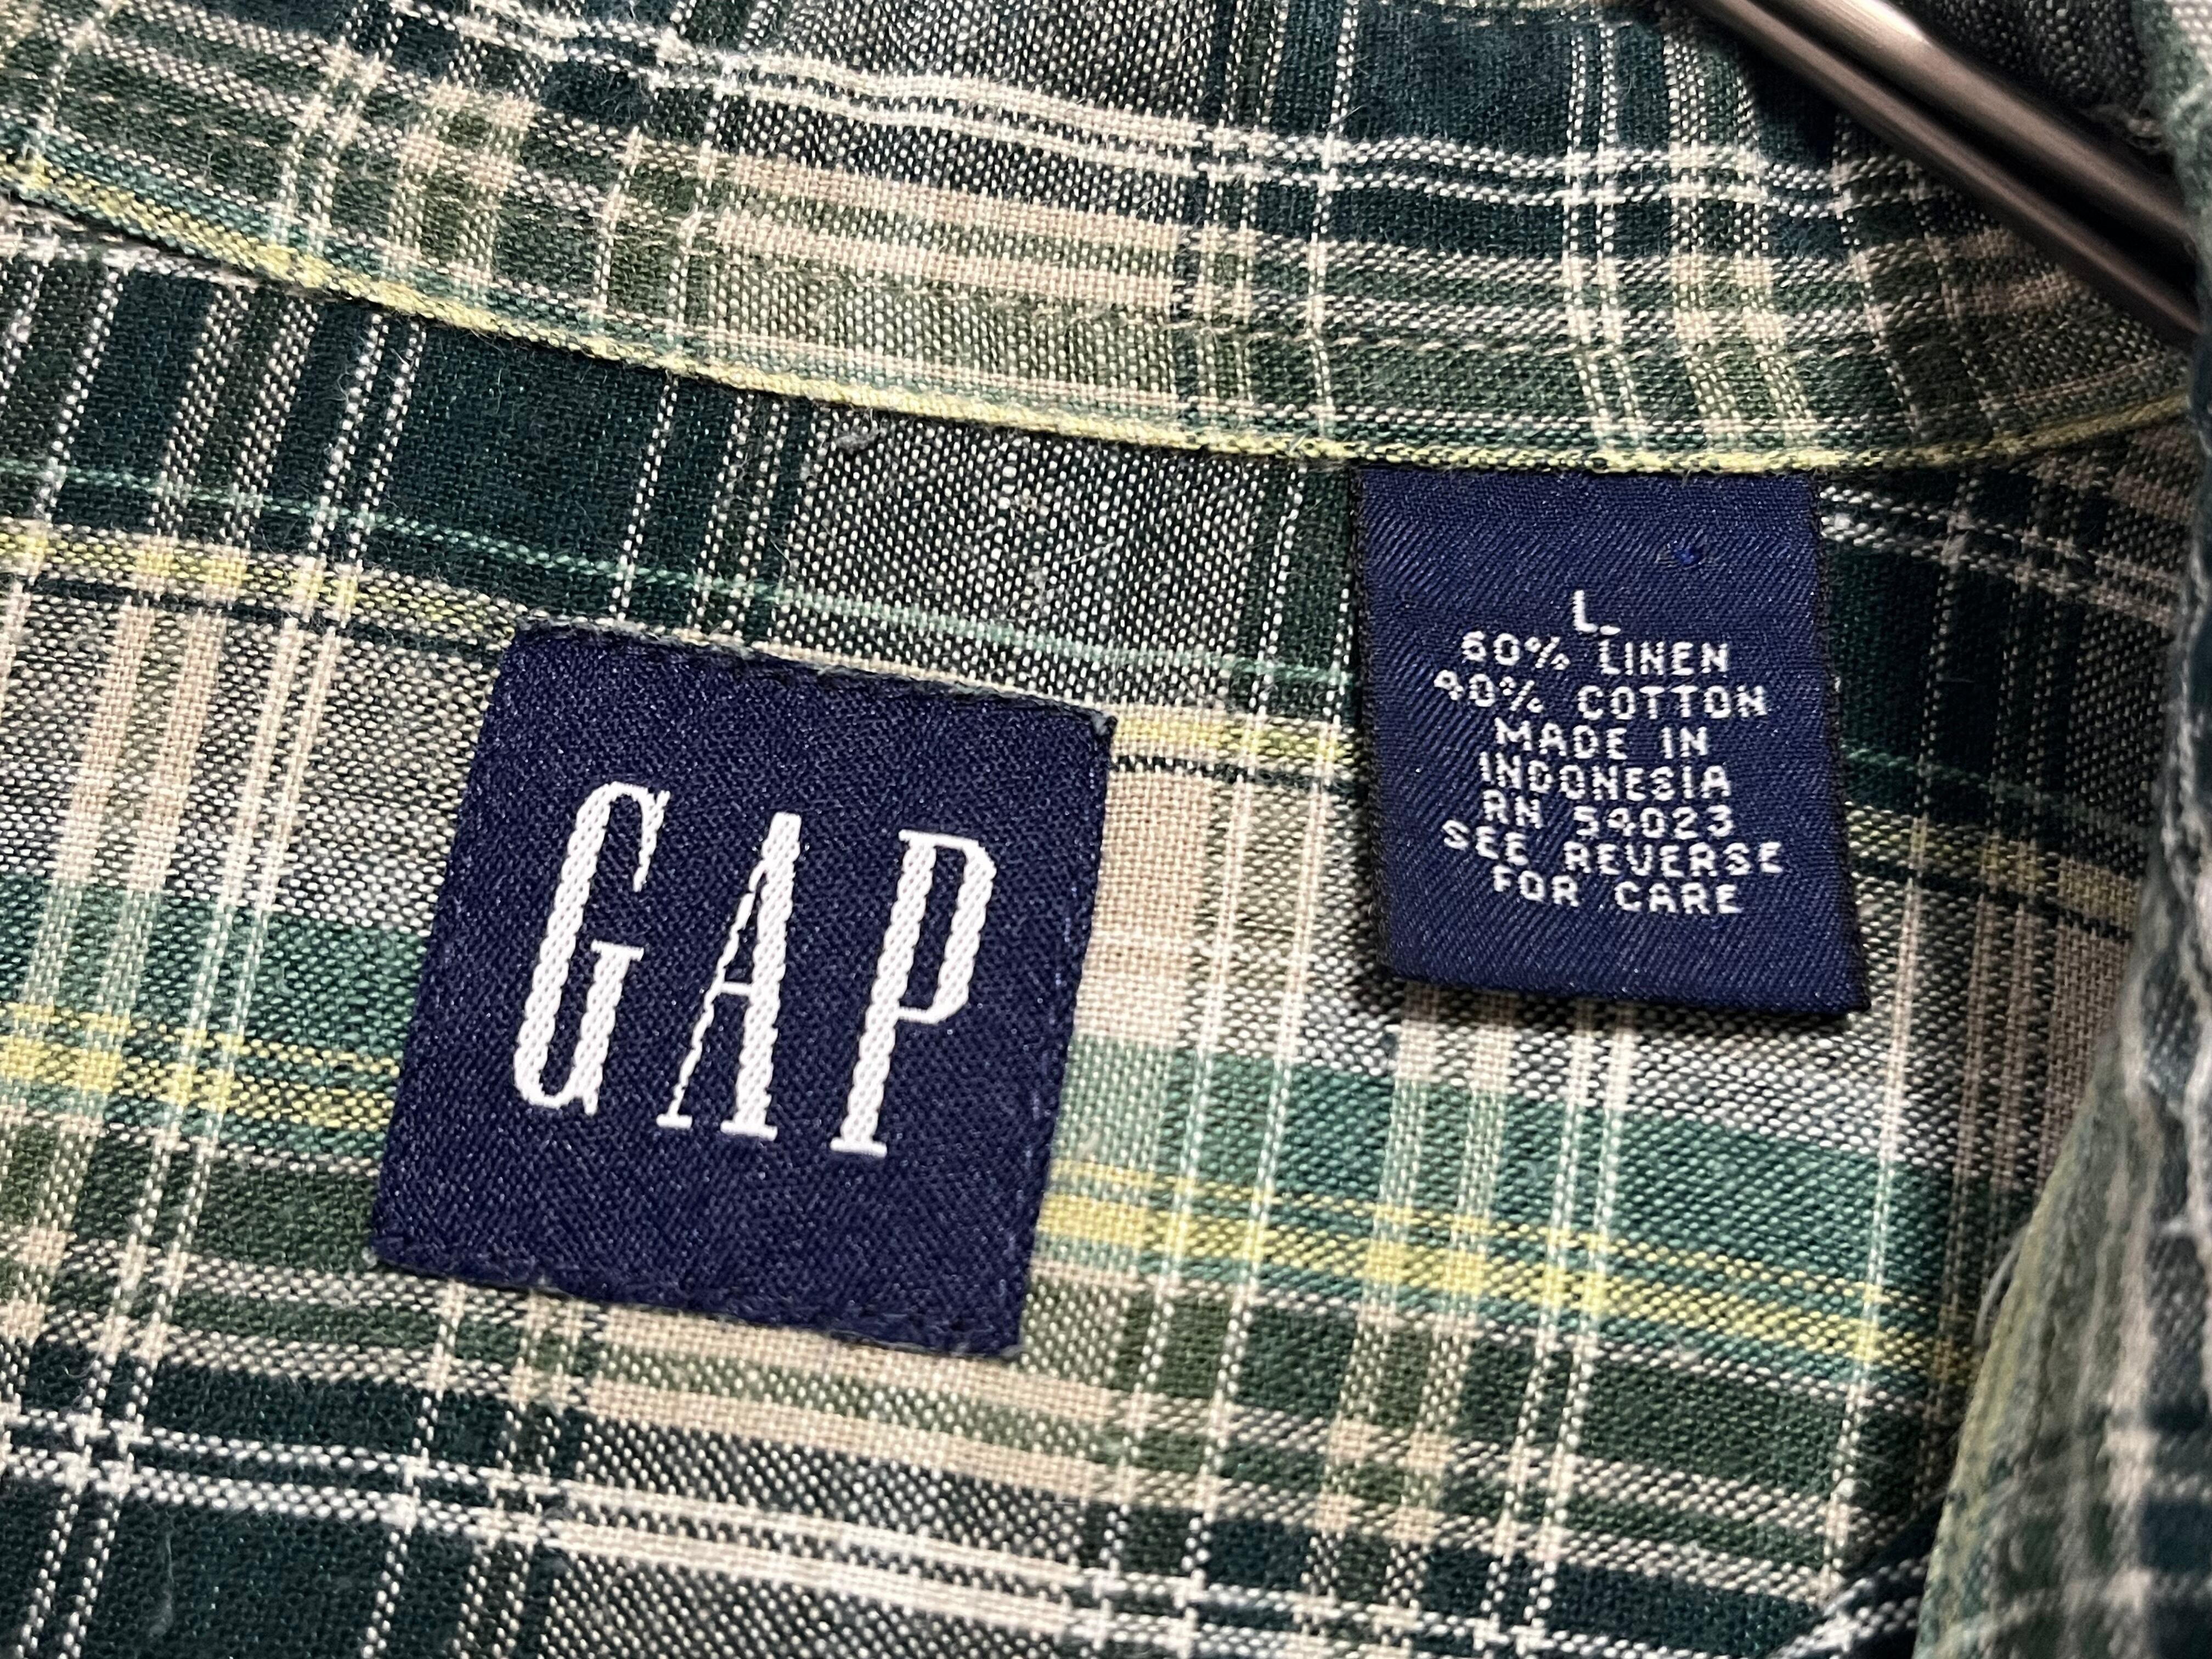 GAP
L
60% LINEN
40% COTTON
MADE IN
INDONESIA
RN 54023
SEE REVERSE
FOR CARE